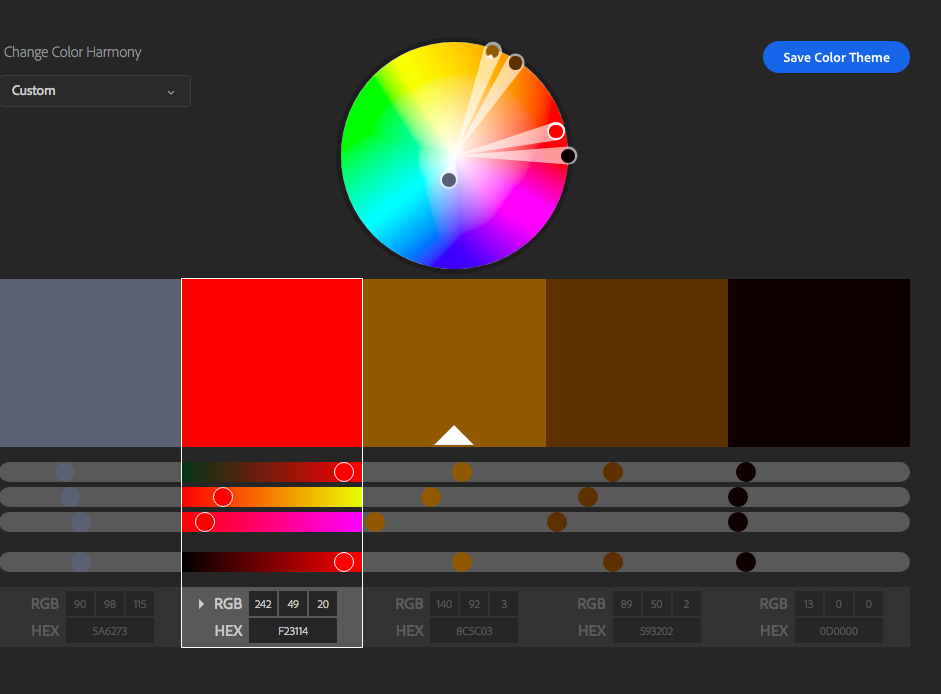 Change Color Harmony
Custom
Save Color Theme
RGB 90 98 115
HEX 5A6273
RGB 242 49 20
HEX F23114
RGB 140 92 3
HEX 8C5C03
RGB 89 50 2
HEX 593202
RGB 13 0 0
HEX 0D0000